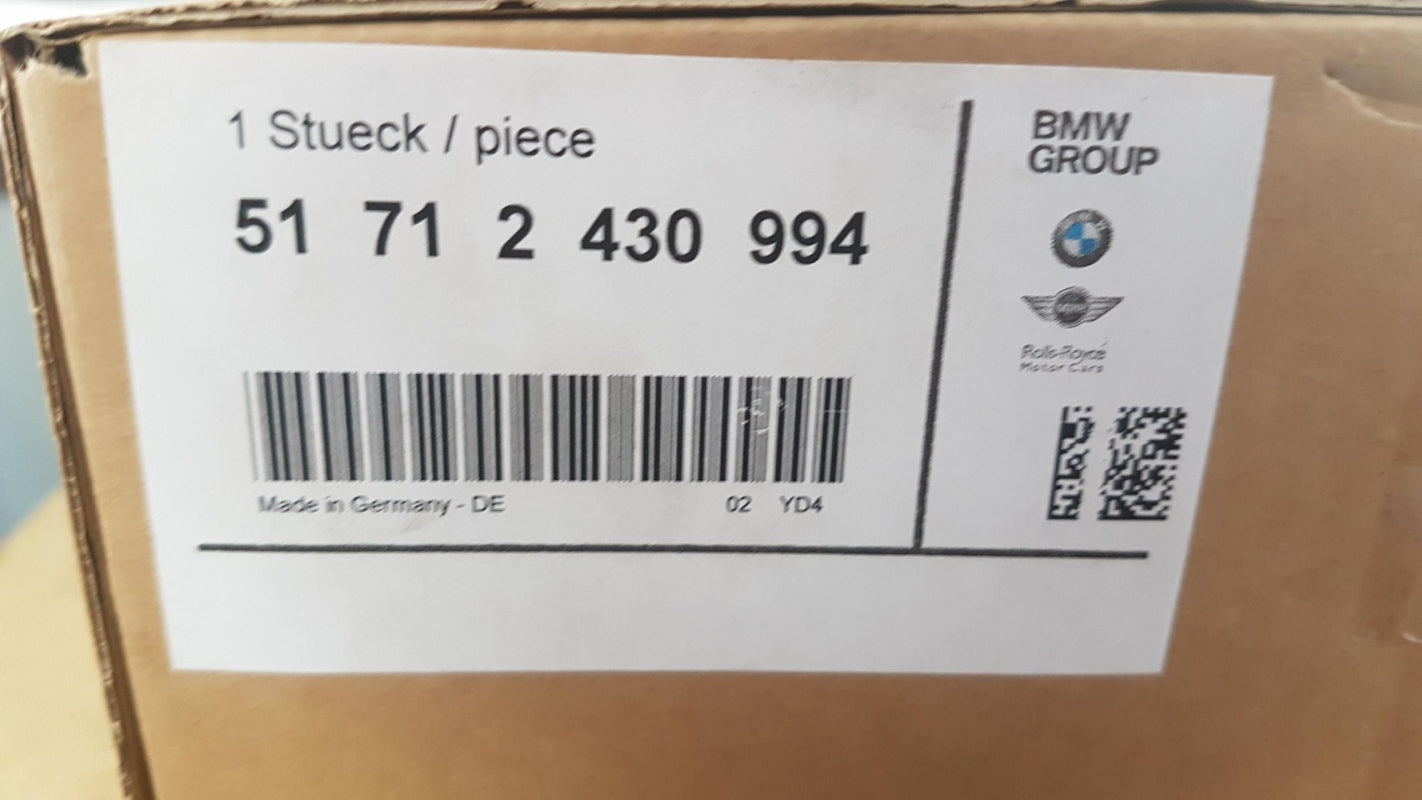 1 Stueck / piece
51 71 2 430 994
Made in Germany - DE 02 YD4
BMW
GROUP
Rolls-Royce
Motor Cars